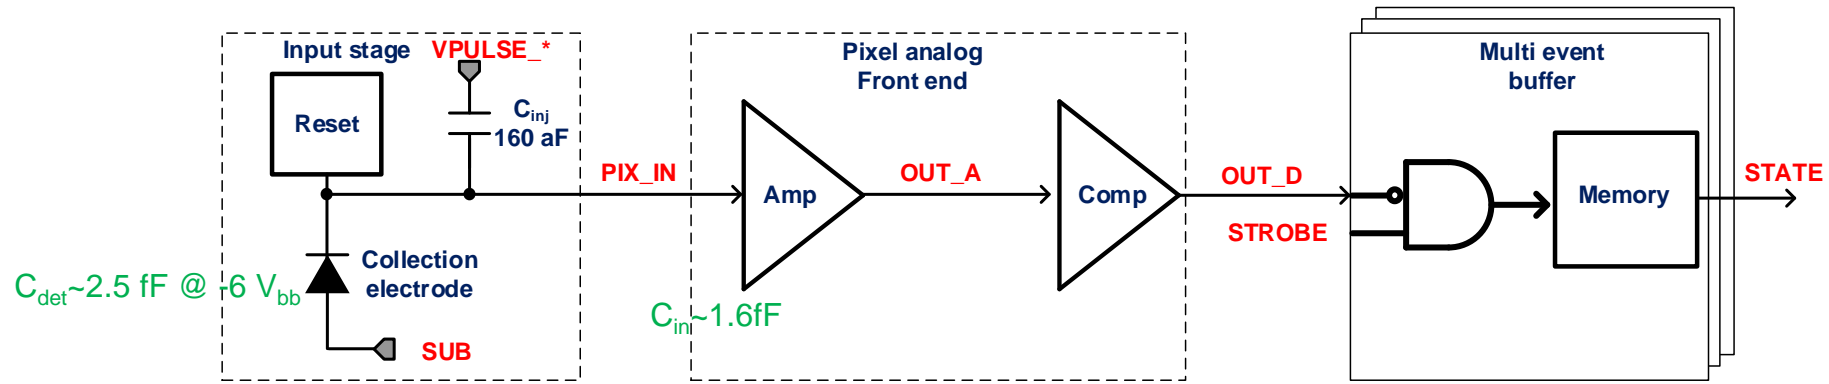 Input stage
VPULSE_*
Reset
Cinj
160 aF
Collection
electrode
Cdet~2.5 fF @ -6 Vbb
SUB
PIX_IN
Pixel analog
Front end
Amp
Cin~1.6fF
OUT_A
Comp
OUT_D
STROBE
Multi event
buffer
Memory
STATE